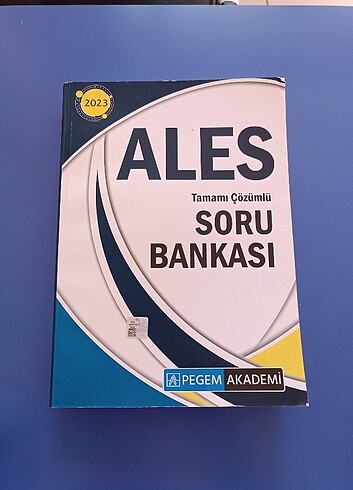 2023
ALES
Tamamı Çözümlü
SORU
BANKASI
PEGEM AKADEMİ